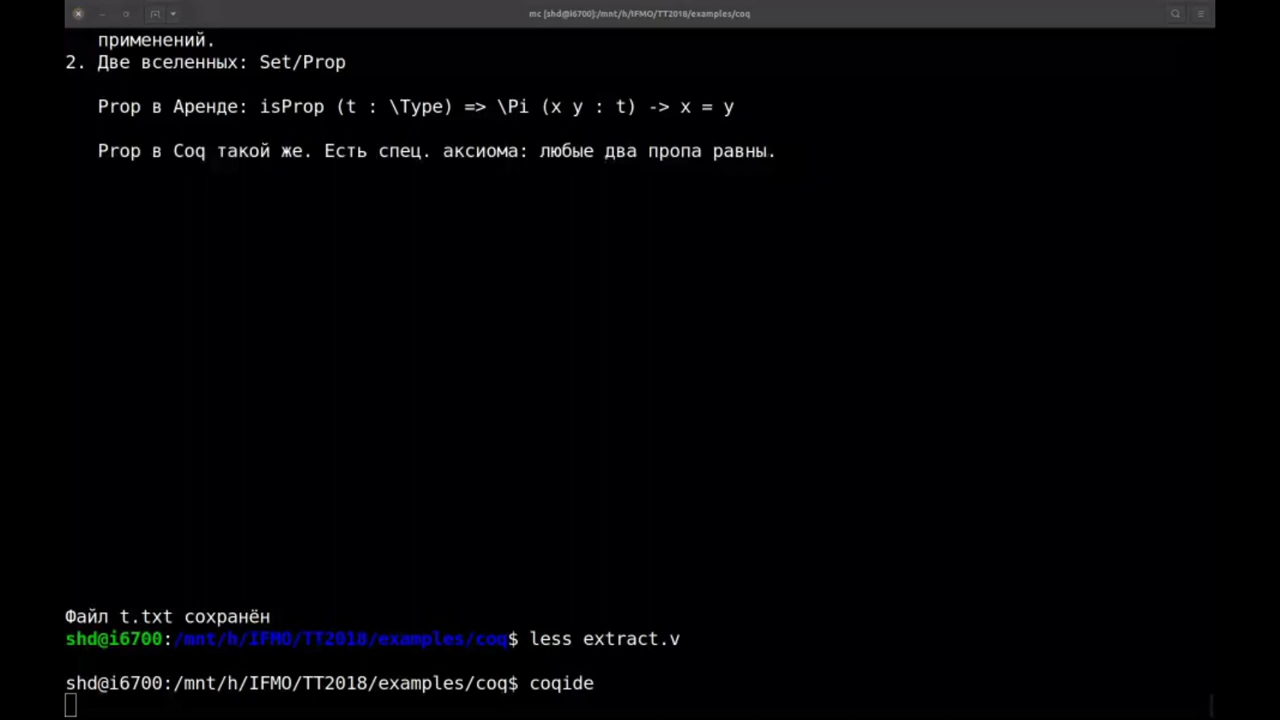 mc [shd@i6700]:/mnt/h/IFMO/TT2018/examples/coq
применений.
2. Две вселенных: Set/Prop
Prop в Аренде: isProp (t : \Type) => \Pi (x y : t) -> x = y
Prop в Coq такой же. Есть спец. аксиома: любые два пропа равны.
Файл t.txt сохранён
shd@i6700:/mnt/h/IFMO/TT2018/examples/coq$ less extract.v
shd@i6700:/mnt/h/IFMO/TT2018/examples/coq$ coqide